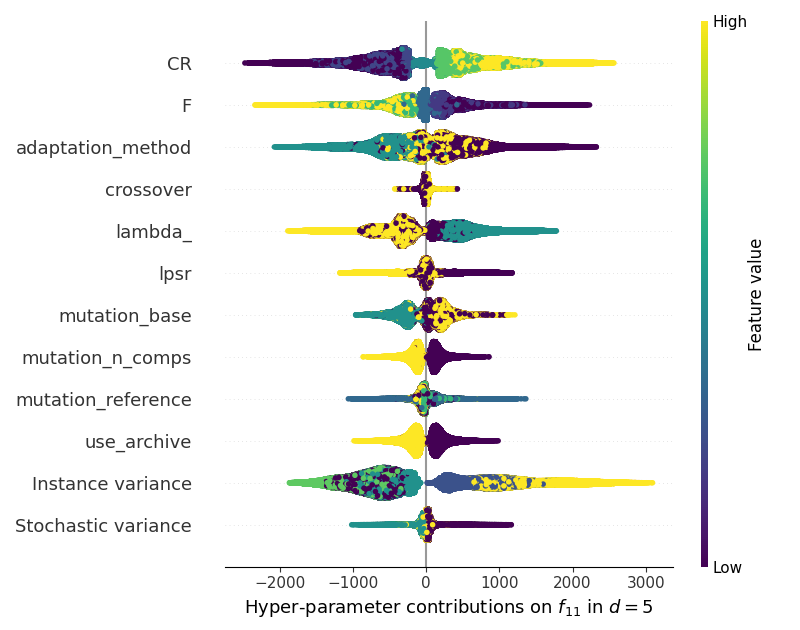 High
CR
F
adaptation_method
crossover
lambda_
lpsr
mutation_base
mutation_n_comps
mutation_reference
use_archive
Instance variance
Stochastic variance
Feature value
Low
−2000 −1000 0 1000 2000 3000
Hyper-parameter contributions on f₁₁ in d = 5